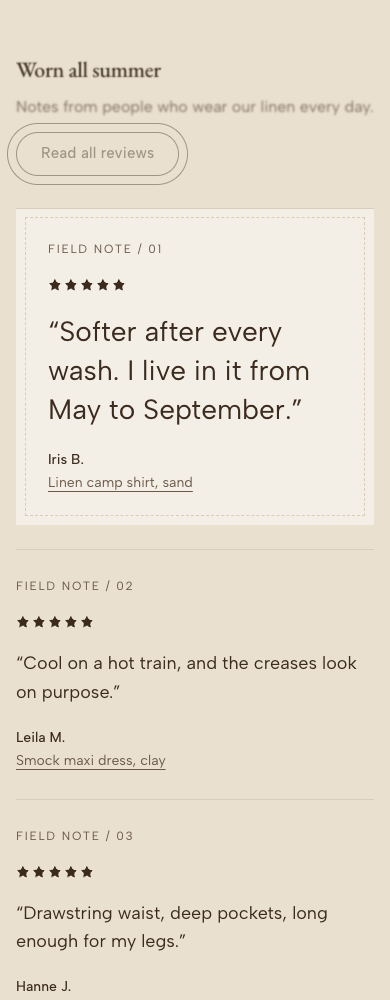 Worn all summer
Notes from people who wear our linen every day.
Read all reviews
FIELD NOTE / 01
“Softer after every
wash. I live in it from
May to September.”
Iris B.
Linen camp shirt, sand
FIELD NOTE / 02
“Cool on a hot train, and the creases look
on purpose.”
Leila M.
Smock maxi dress, clay
FIELD NOTE / 03
“Drawstring waist, deep pockets, long
enough for my legs.”
Hanne J.